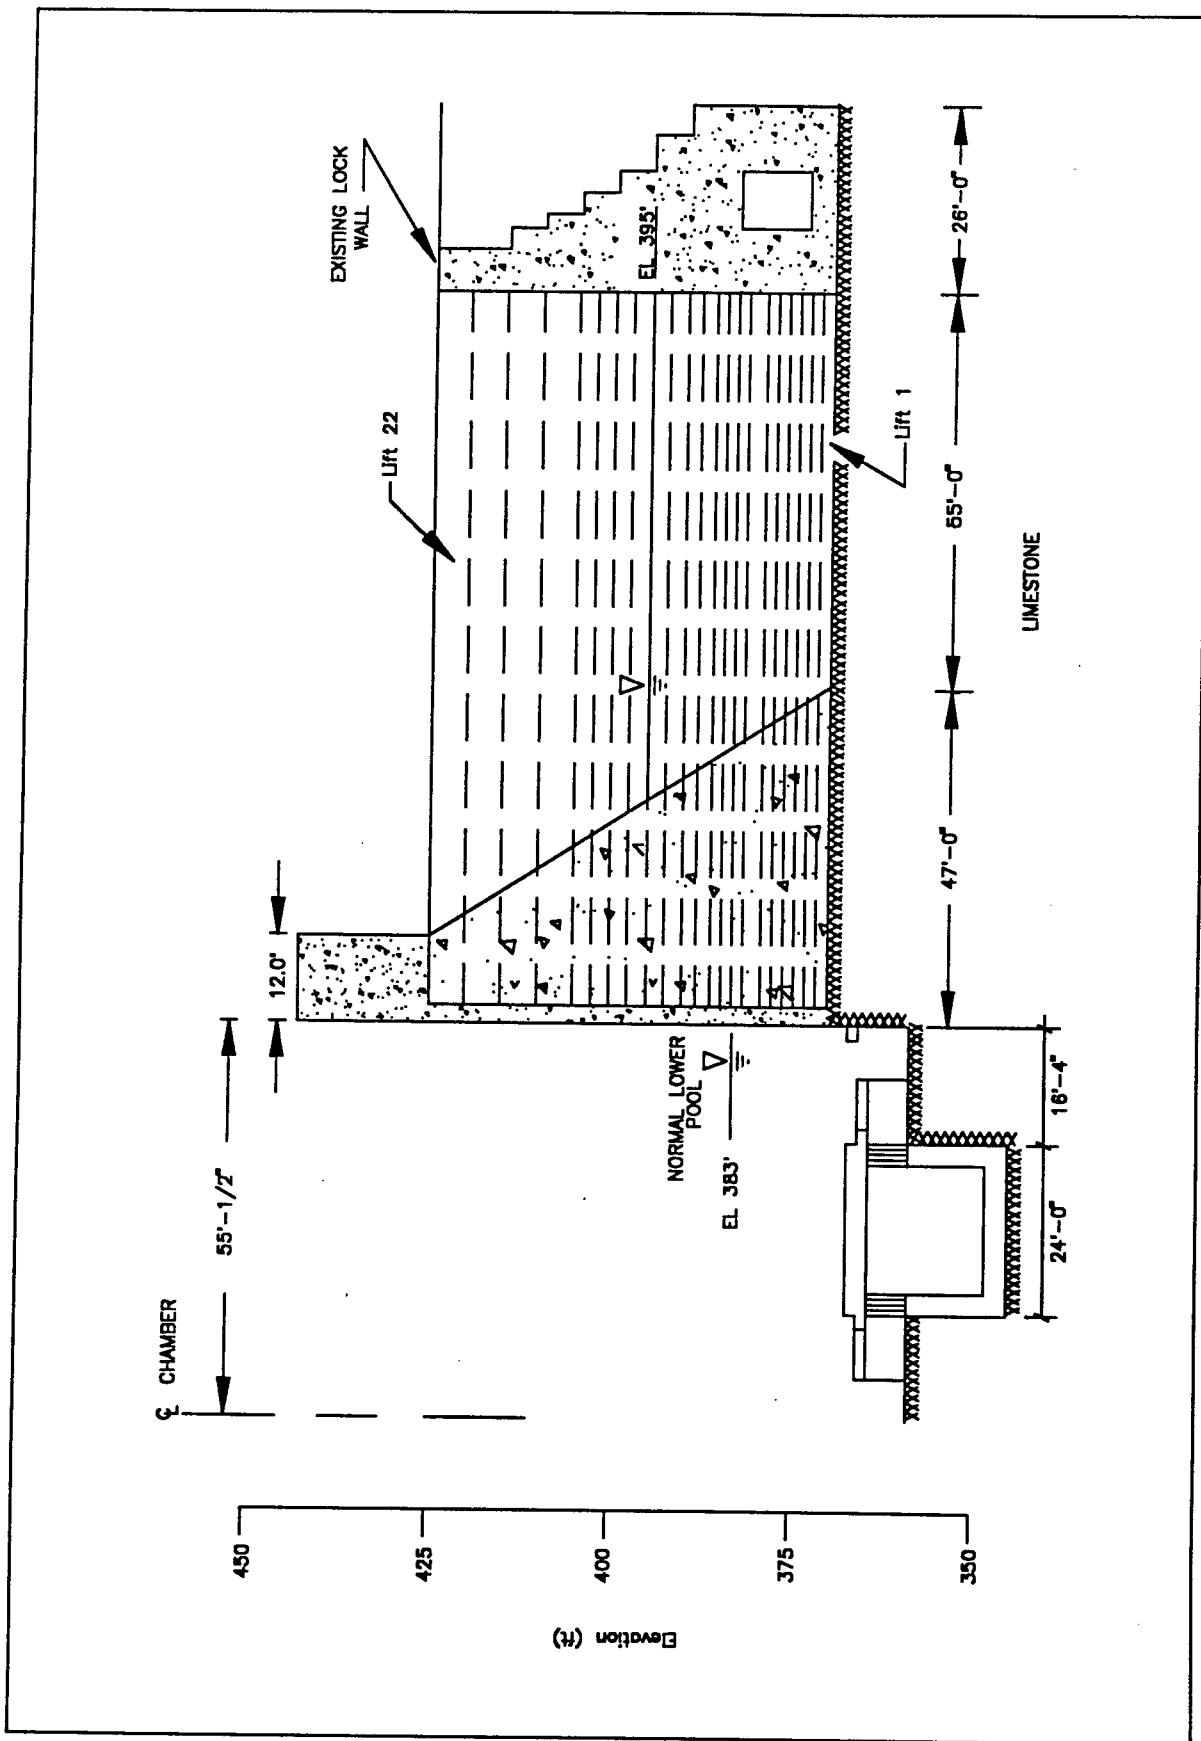 EXISTING LOCK
WALL
Lift 22
EL 395'
Lift 1
12.0'
55'-1/2"
℄ CHAMBER
NORMAL LOWER
POOL
EL 383'
26'-0"
55'-0"
47'-0"
16'-4"
24'-0"
LIMESTONE
450
425
400
375
350
Elevation (ft)